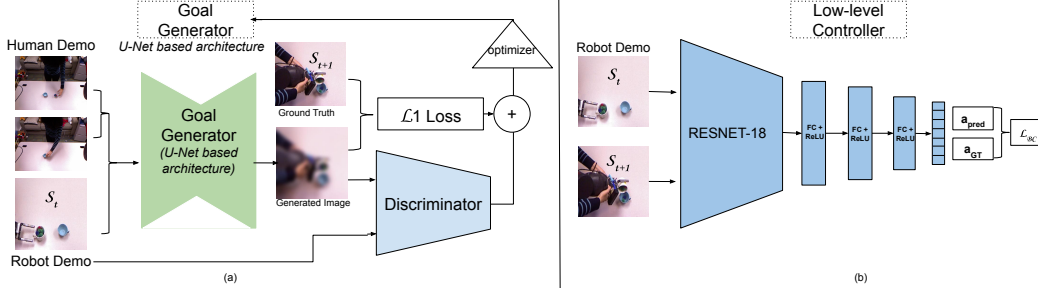 Goal
Generator
U-Net based architecture
Human Demo
Goal
Generator
(U-Net based
architecture)
S_t
Robot Demo
S_{t+1}
Ground Truth
Generated Image
ℒ1 Loss
+
optimizer
Discriminator
(a)
Low-level
Controller
Robot Demo
S_t
S_{t+1}
RESNET-18
FC +
ReLU
FC +
ReLU
FC +
ReLU
a_pred
a_GT
ℒ_BC
(b)